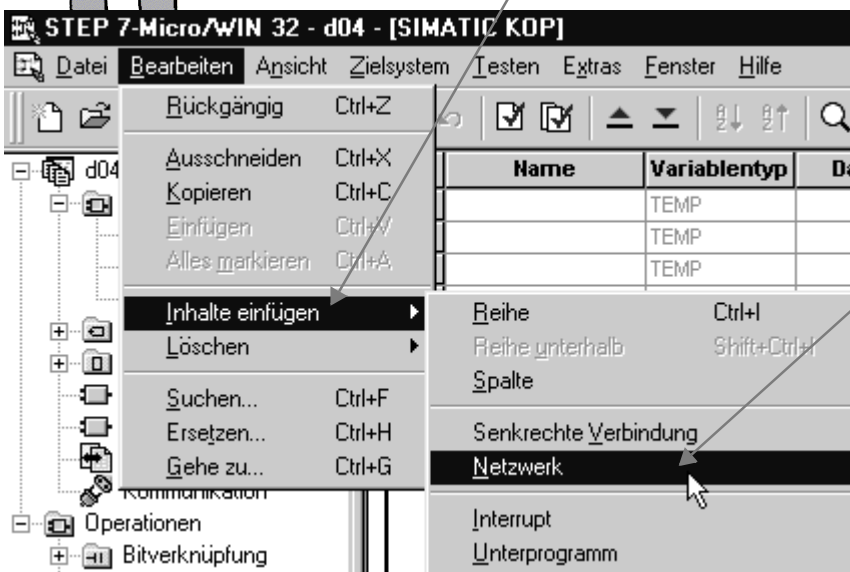 STEP 7-Micro/WIN 32 - d04 - [SIMATIC KOP]
Datei Bearbeiten Ansicht Zielsystem Testen Extras Fenster Hilfe
Rückgängig Ctrl+Z
Ausschneiden Ctrl+X
Kopieren Ctrl+C
Einfügen Ctrl+V
Alles markieren Ctrl+A
Inhalte einfügen
Löschen
Suchen... Ctrl+F
Ersetzen... Ctrl+H
Gehe zu... Ctrl+G
Name Variablentyp Da
TEMP
TEMP
TEMP
Reihe Ctrl+I
Reihe unterhalb Shift+Ctrl+I
Spalte
Senkrechte Verbindung
Netzwerk
Interrupt
Unterprogramm
d04
Kommunikation
Operationen
Bitverknüpfung